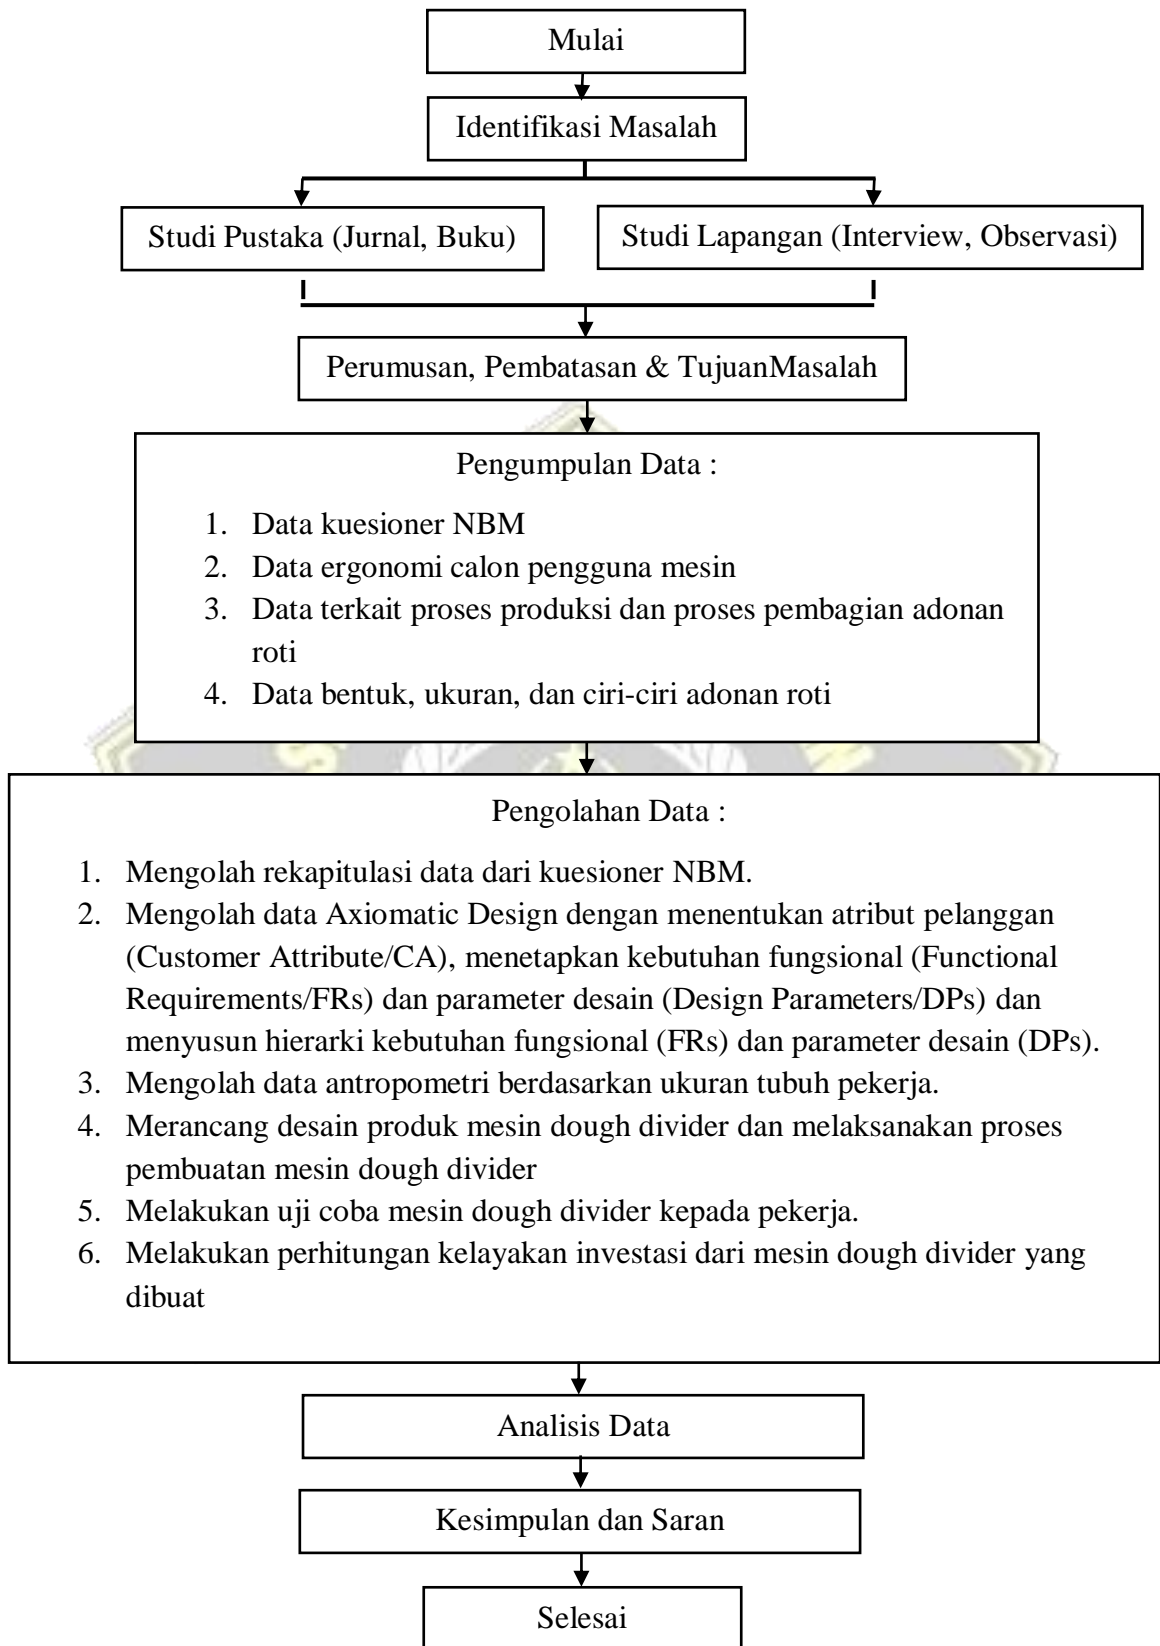 Mulai
Identifikasi Masalah
Studi Pustaka (Jurnal, Buku)
Studi Lapangan (Interview, Observasi)
Perumusan, Pembatasan & TujuanMasalah
Pengumpulan Data :
1. Data kuesioner NBM
2. Data ergonomi calon pengguna mesin
3. Data terkait proses produksi dan proses pembagian adonan
roti
4. Data bentuk, ukuran, dan ciri-ciri adonan roti
Pengolahan Data :
1. Mengolah rekapitulasi data dari kuesioner NBM.
2. Mengolah data Axiomatic Design dengan menentukan atribut pelanggan
(Customer Attribute/CA), menetapkan kebutuhan fungsional (Functional
Requirements/FRs) dan parameter desain (Design Parameters/DPs) dan
menyusun hierarki kebutuhan fungsional (FRs) dan parameter desain (DPs).
3. Mengolah data antropometri berdasarkan ukuran tubuh pekerja.
4. Merancang desain produk mesin dough divider dan melaksanakan proses
pembuatan mesin dough divider
5. Melakukan uji coba mesin dough divider kepada pekerja.
6. Melakukan perhitungan kelayakan investasi dari mesin dough divider yang
dibuat
Analisis Data
Kesimpulan dan Saran
Selesai